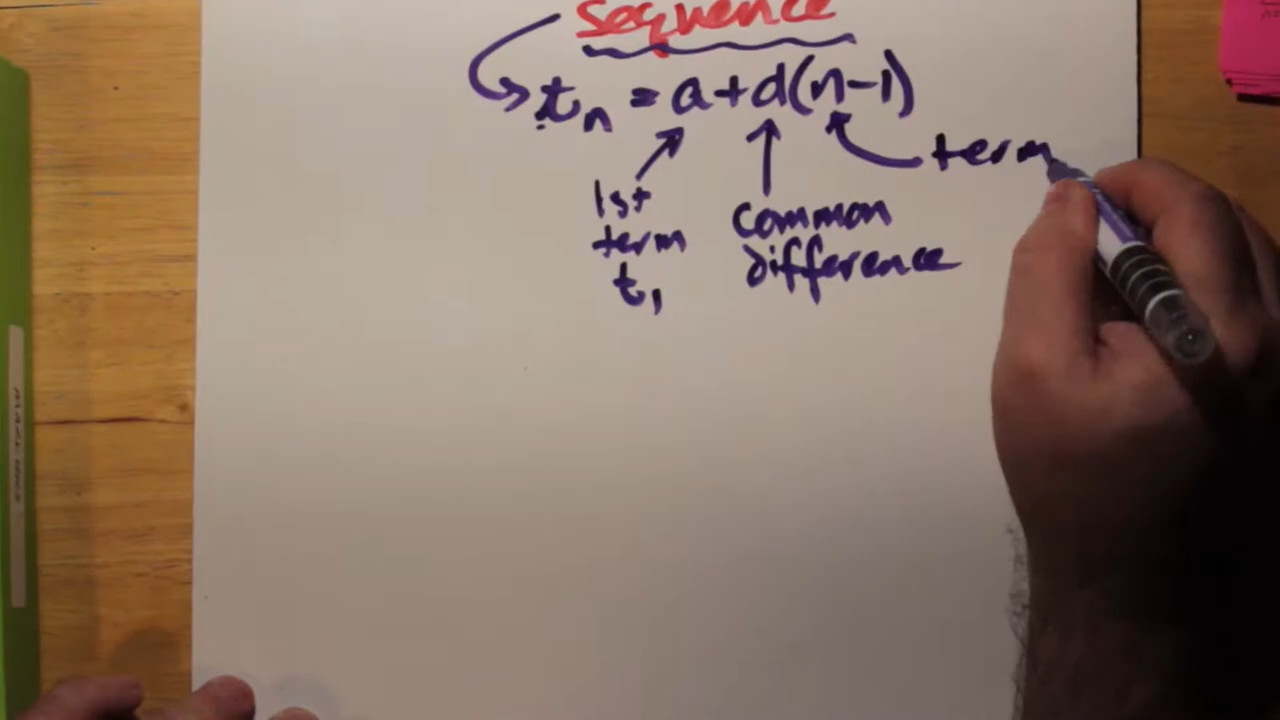 Sequence
tₙ = a + d(n-1)
term
1st
term
t₁
common
difference